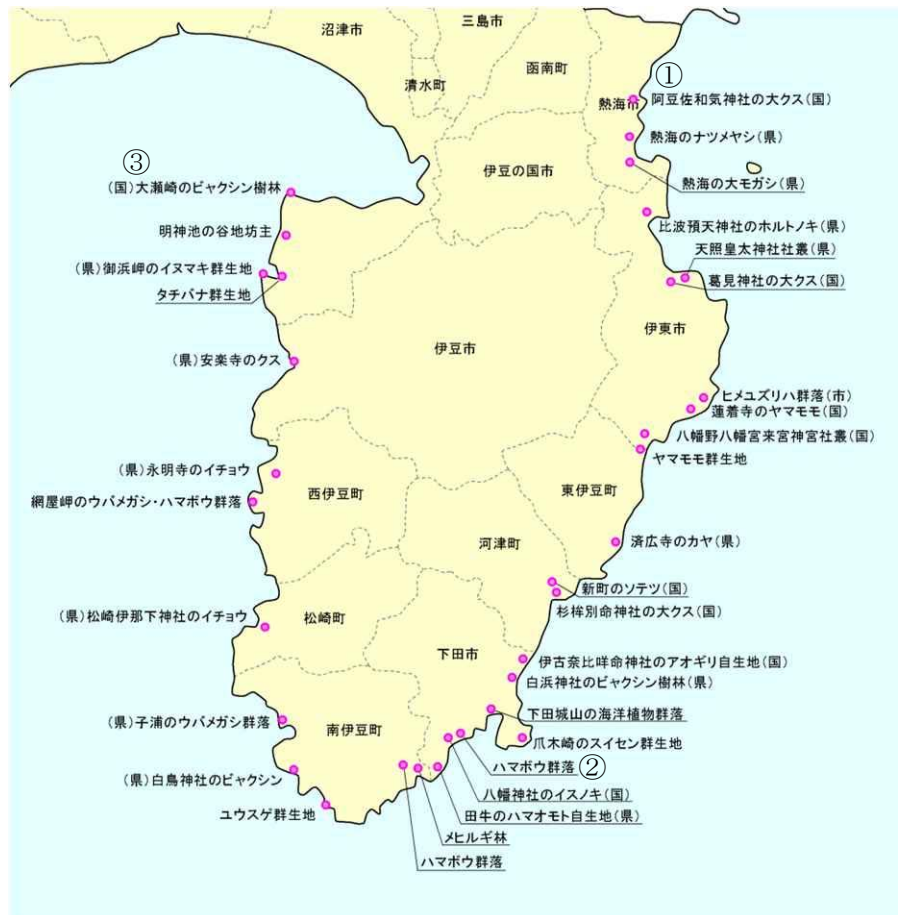 沼津市
三島市
清水町
函南町
熱海市
①
阿豆佐和気神社の大クス(国)
熱海のナツメヤシ(県)
③
(国)大瀬崎のビャクシン樹林
伊豆の国市
熱海の大モガシ(県)
比波預天神社のホルトノキ(県)
明神池の谷地坊主
天照皇太神社社叢(県)
(県)御浜岬のイヌマキ群生地
葛見神社の大クス(国)
タチバナ群生地
伊東市
伊豆市
(県)安楽寺のクス
ヒメユズリハ群落(市)
蓮着寺のヤマモモ(国)
八幡野八幡宮来宮神宮社叢(国)
ヤマモモ群生地
(県)永明寺のイチョウ
西伊豆町
東伊豆町
網屋岬のウバメガシ・ハマボウ群落
済広寺のカヤ(県)
河津町
新町のソテツ(国)
杉桙別命神社の大クス(国)
(県)松崎伊那下神社のイチョウ
松崎町
下田市
伊古奈比咩命神社のアオギリ自生地(国)
白浜神社のビャクシン樹林(県)
下田城山の海洋植物群落
(県)子浦のウバメガシ群落
南伊豆町
爪木崎のスイセン群生地
ハマボウ群落
②
(県)白鳥神社のビャクシン
八幡神社のイスノキ(国)
ユウスゲ群生地
田牛のハマオモト自生地(県)
メヒルギ林
ハマボウ群落